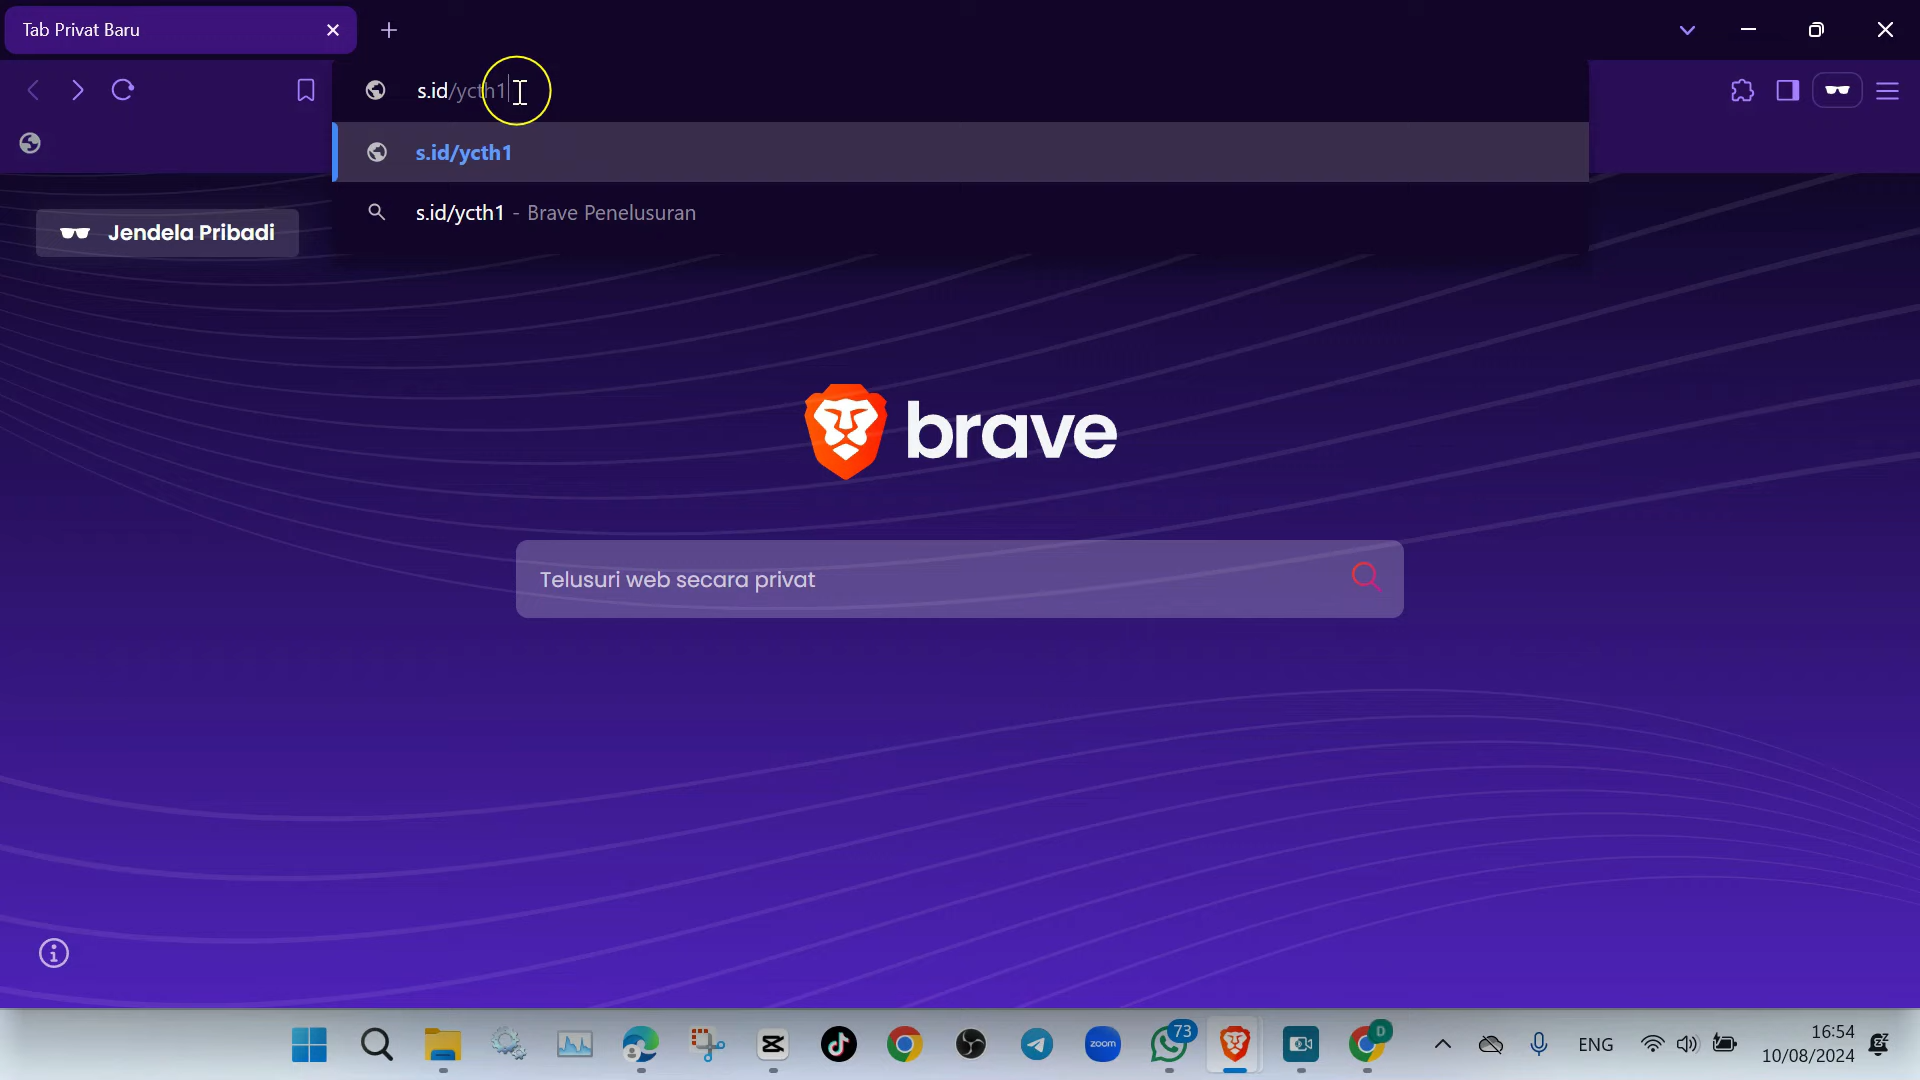 Tab Privat Baru
s.id/ycth1
s.id/ycth1
s.id/ycth1 - Brave Penelusuran
Jendela Pribadi
brave
Telusuri web secara privat
zoom
73
D
ENG
16:54
10/08/2024